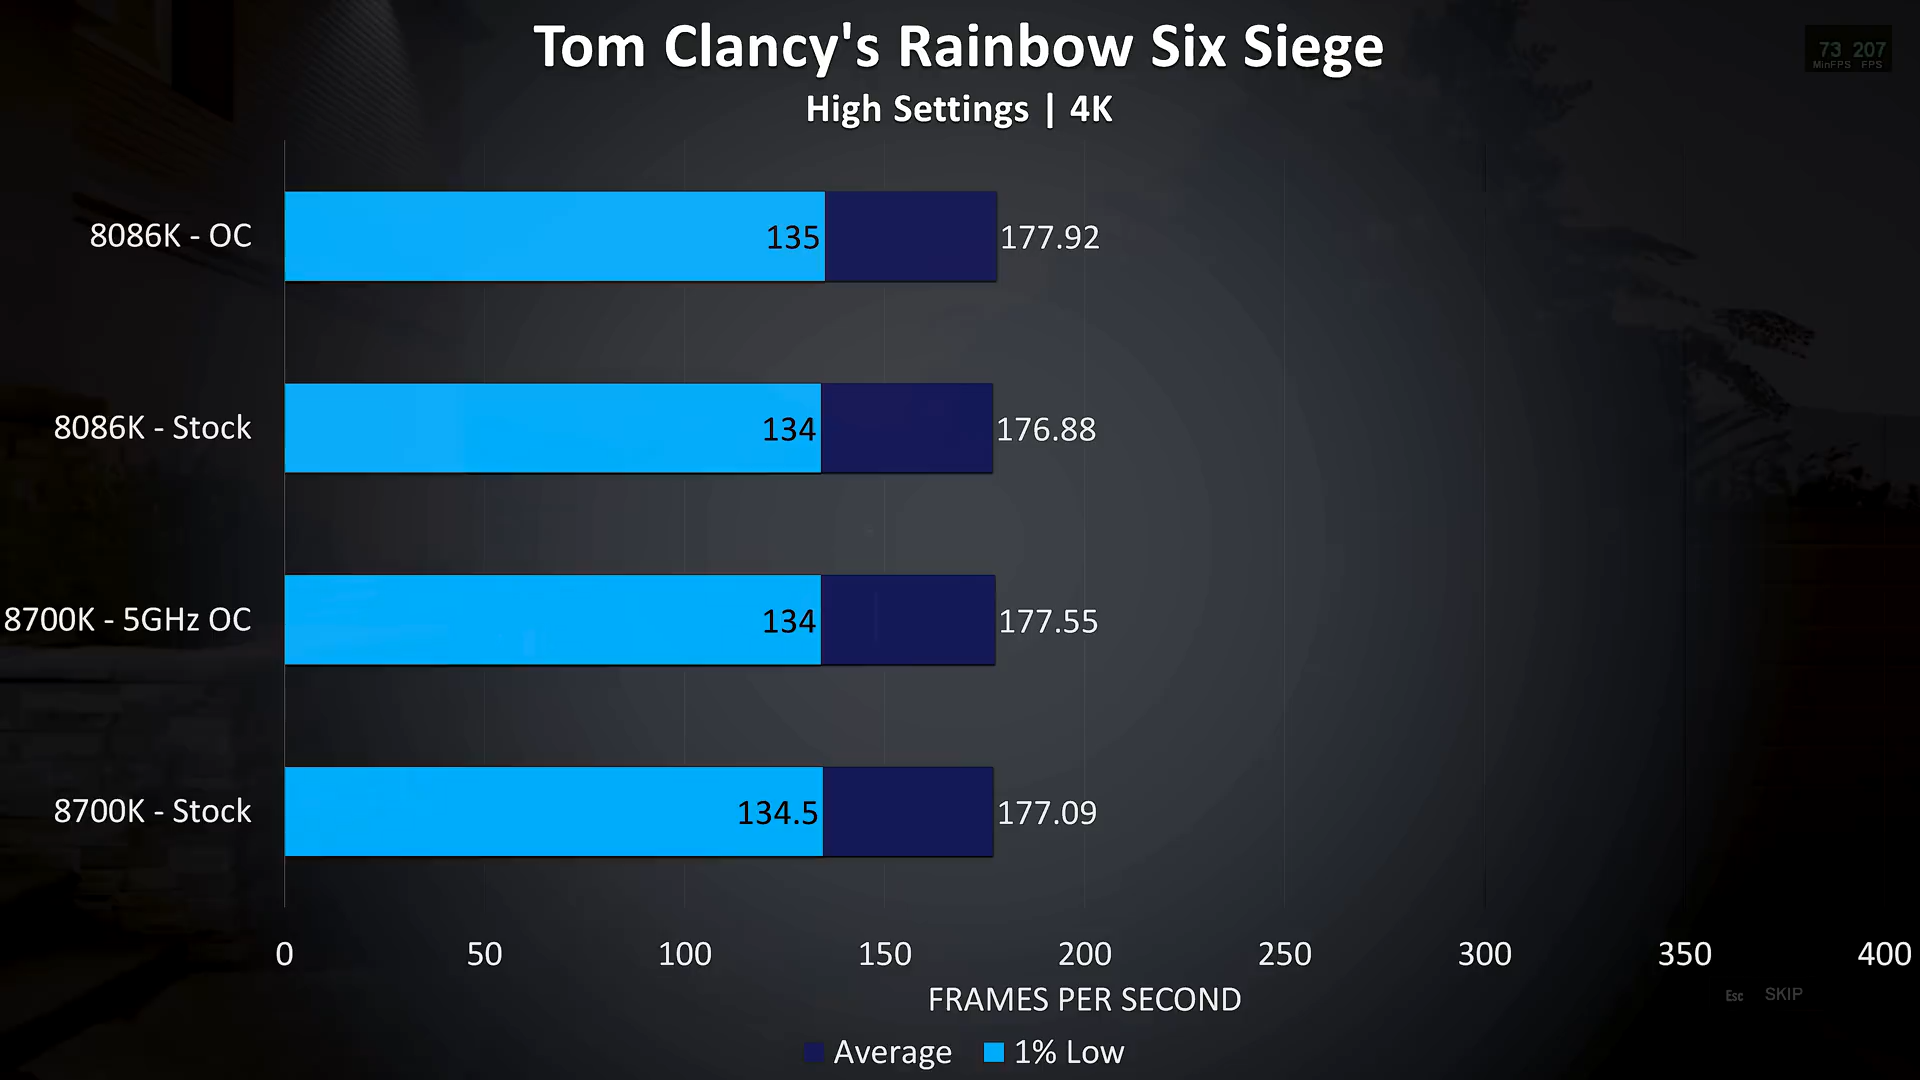 Tom Clancy's Rainbow Six Siege
High Settings | 4K
73 207
MinFPS FPS
8086K - OC
135
177.92
8086K - Stock
134
176.88
8700K - 5GHz OC
134
177.55
8700K - Stock
134.5
177.09
0 50 100 150 200 250 300 350 400
FRAMES PER SECOND
Esc SKIP
Average 1% Low